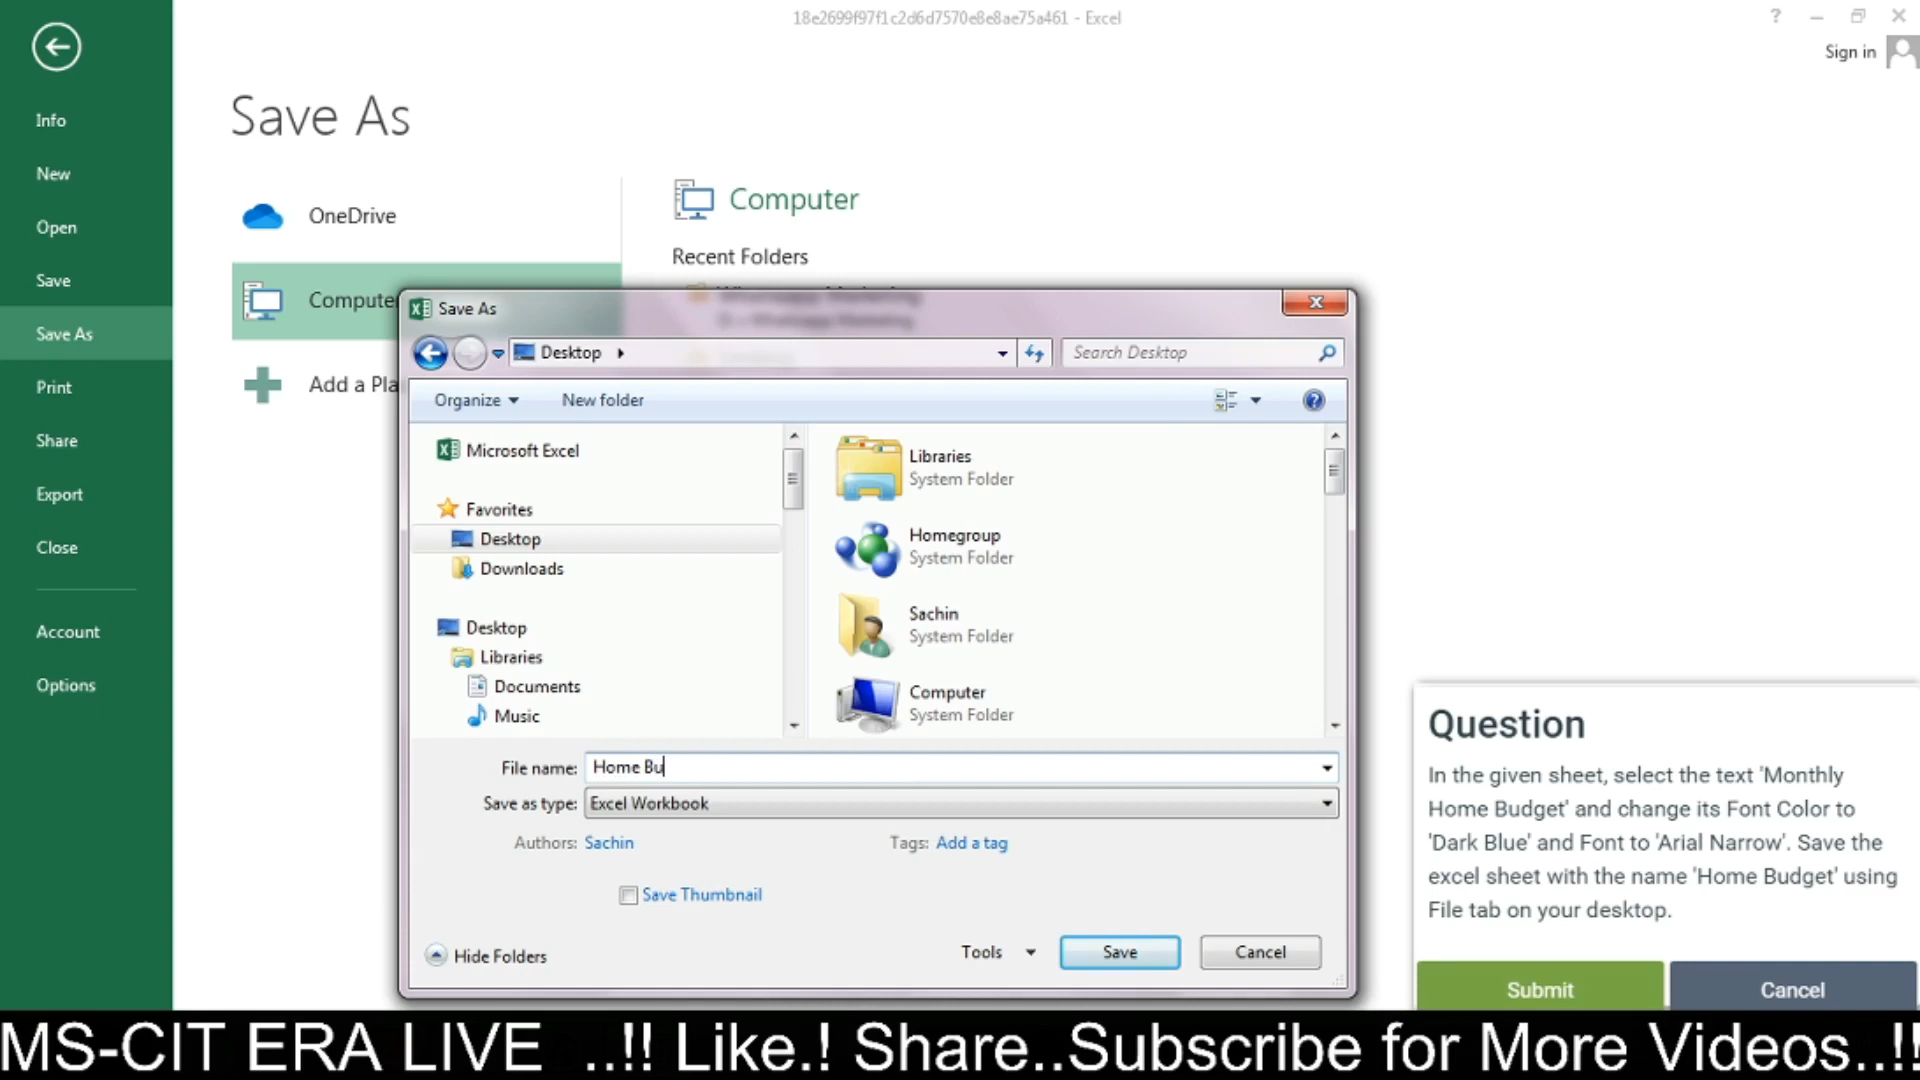 18e2699f97f1c2d6d7570e8e8ae75a461 - Excel
?
Sign in
Info
New
Open
Save
Save As
Print
Share
Export
Close
Account
Options
Save As
OneDrive
Compute
Add a Pla
Computer
Recent Folders
Save As
Desktop
Search Desktop
Organize
New folder
Microsoft Excel
Favorites
Desktop
Downloads
Desktop
Libraries
Documents
Music
Libraries
System Folder
Homegroup
System Folder
Sachin
System Folder
Computer
System Folder
File name: Home Bu
Save as type: Excel Workbook
Authors: Sachin
Tags: Add a tag
Save Thumbnail
Hide Folders
Tools
Save
Cancel
Question
In the given sheet, select the text 'Monthly
Home Budget' and change its Font Color to
'Dark Blue' and Font to 'Arial Narrow'. Save the
excel sheet with the name 'Home Budget' using
File tab on your desktop.
Submit
Cancel
MS-CIT ERA LIVE ..!! Like.! Share..Subscribe for More Videos..!!